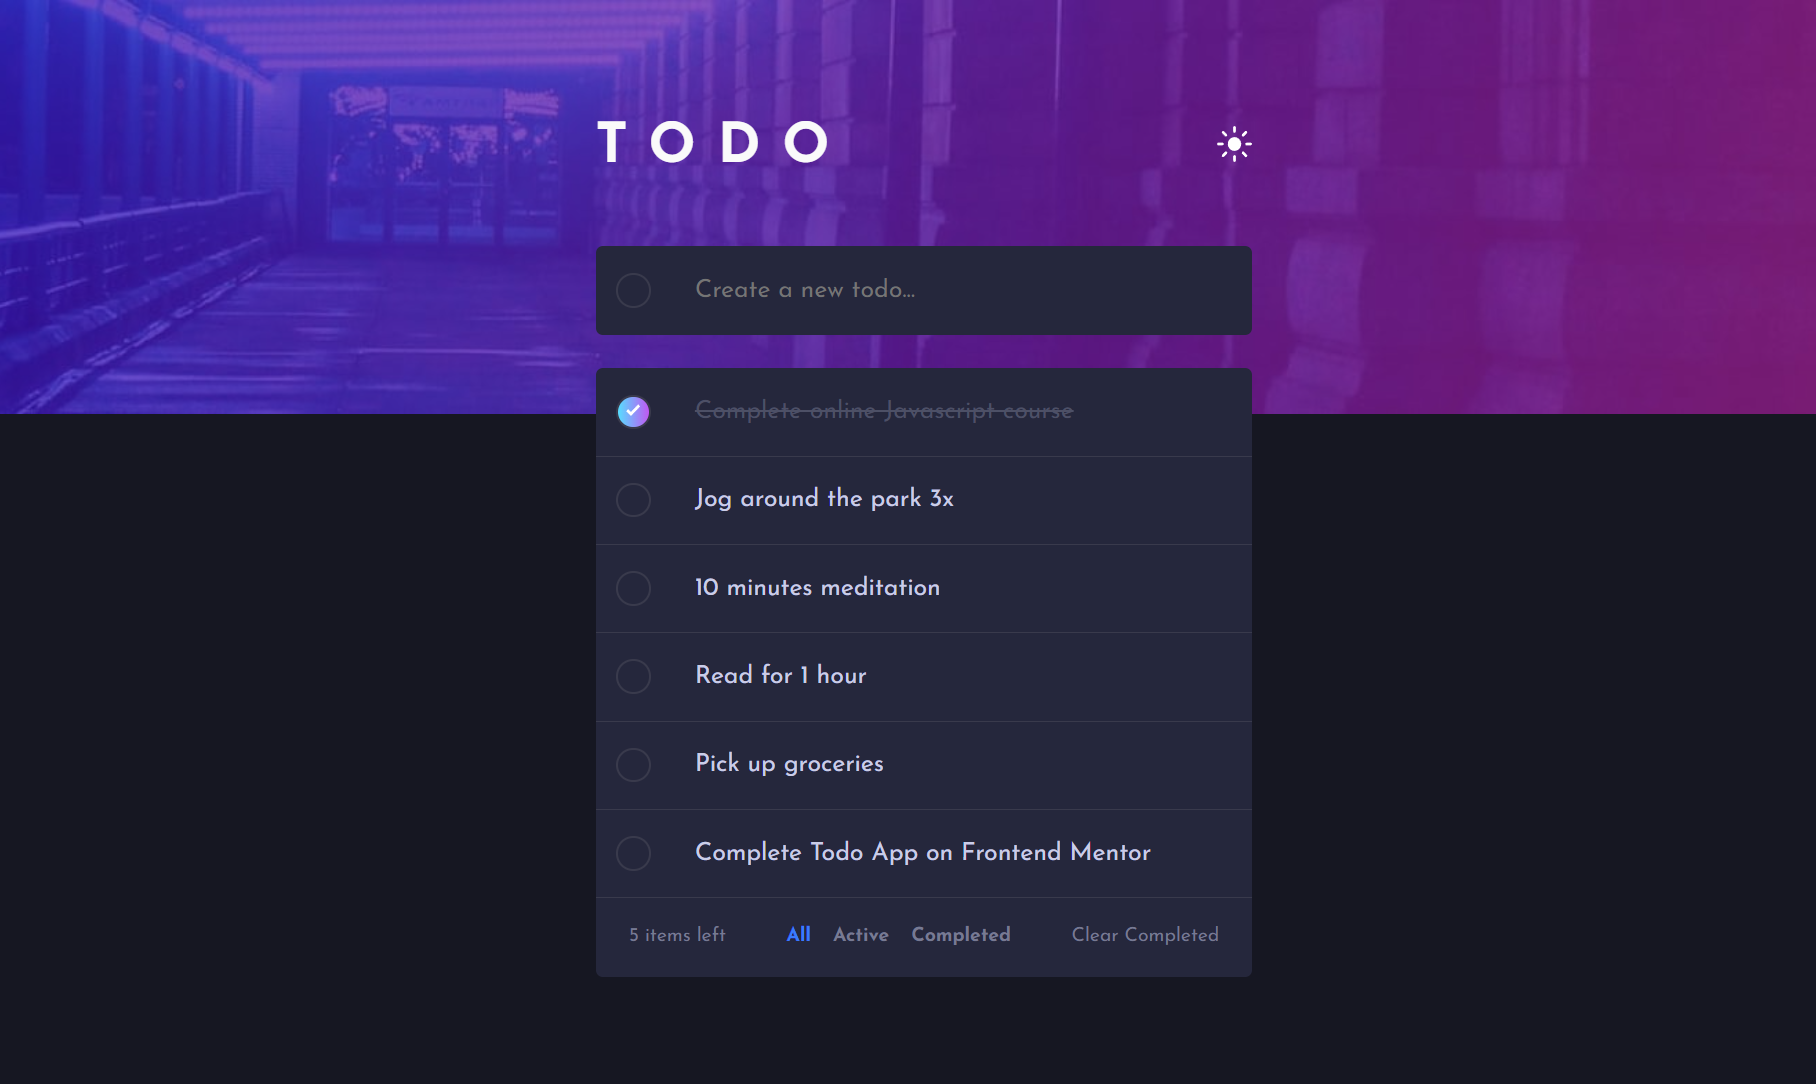 TODO
Create a new todo...
Complete online Javascript course
Jog around the park 3x
10 minutes meditation
Read for 1 hour
Pick up groceries
Complete Todo App on Frontend Mentor
5 items left All Active Completed Clear Completed